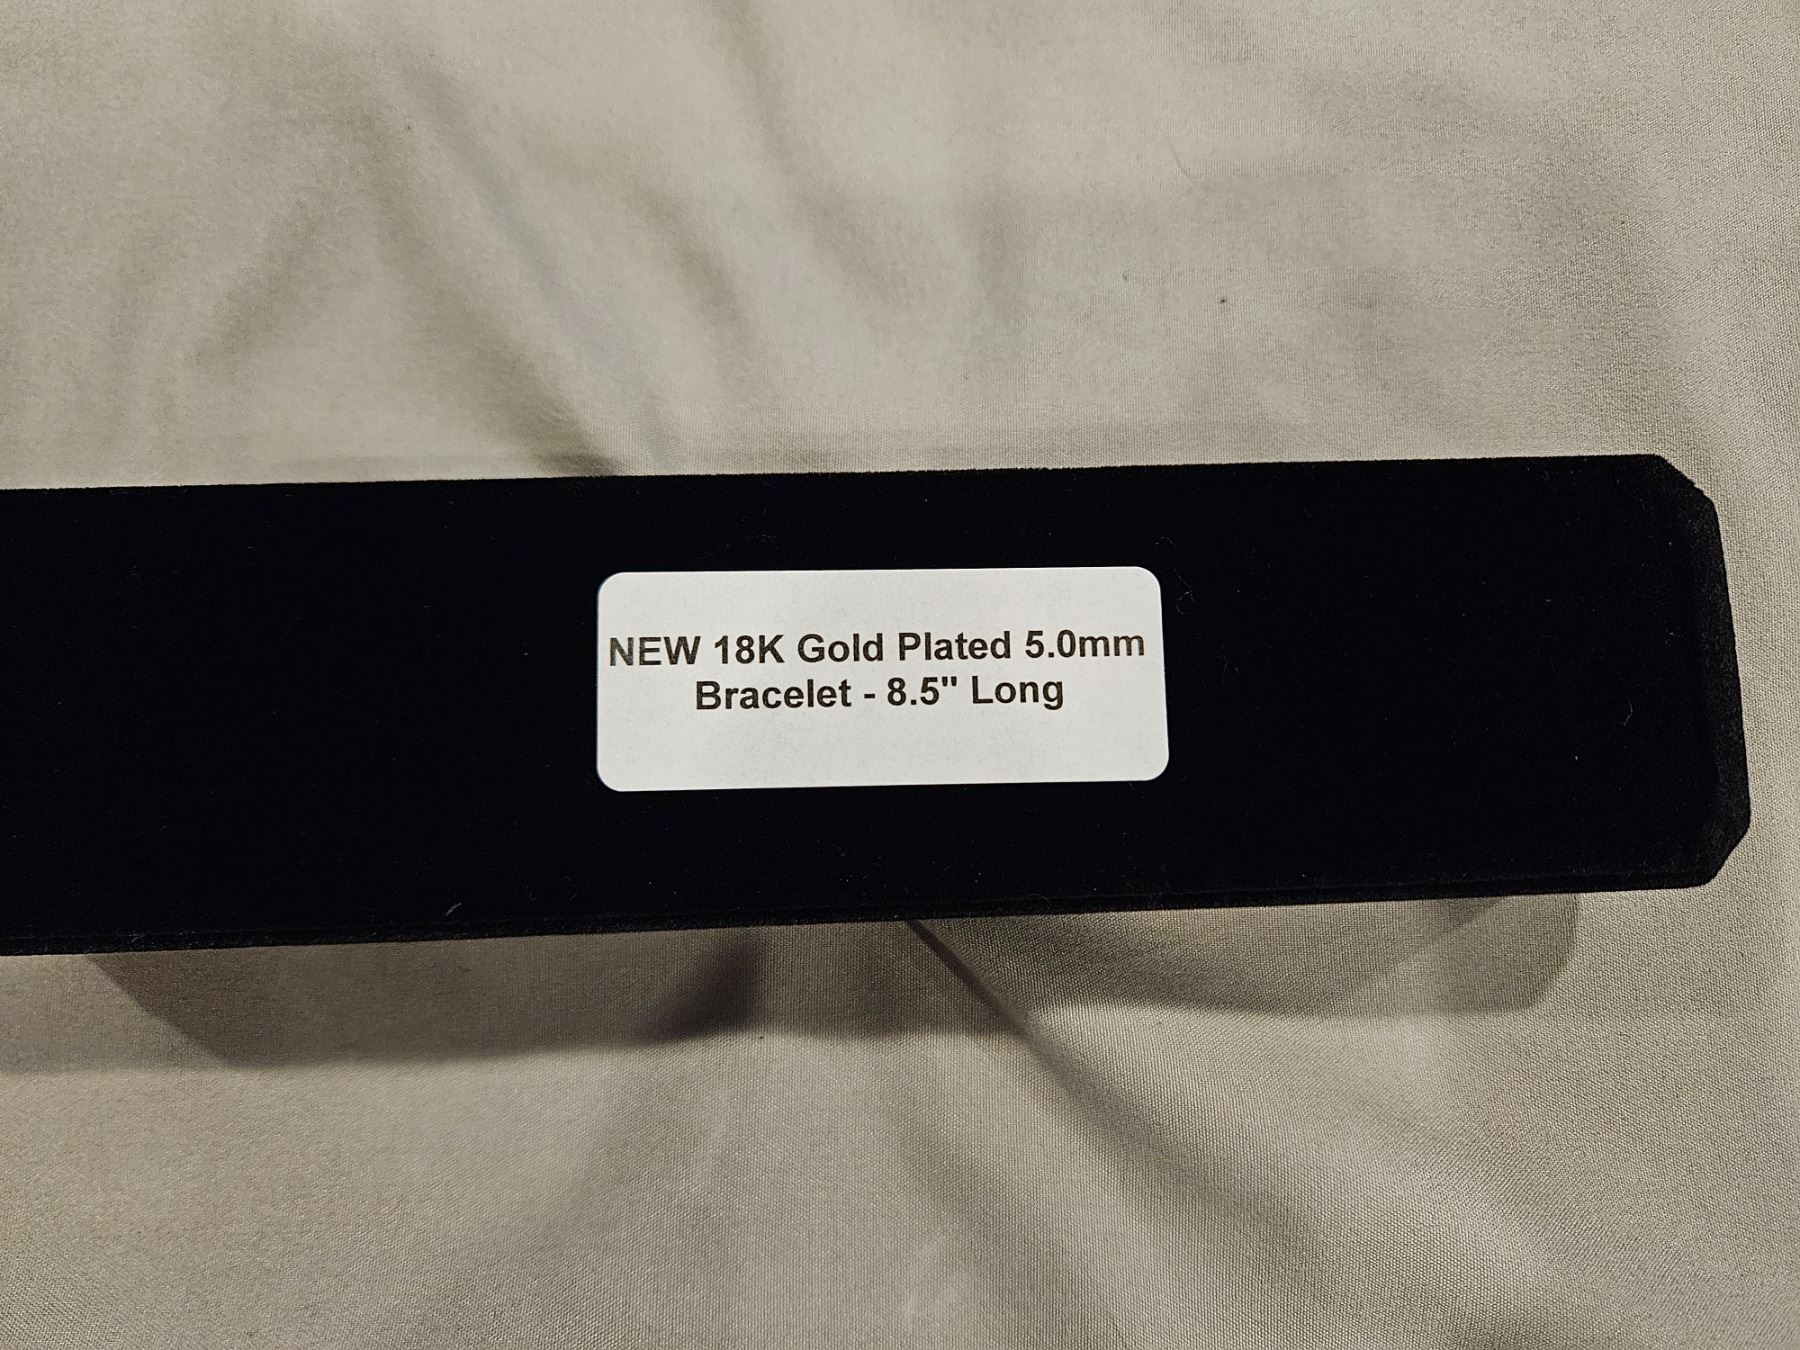 NEW 18K Gold Plated 5.0mm
Bracelet - 8.5" Long